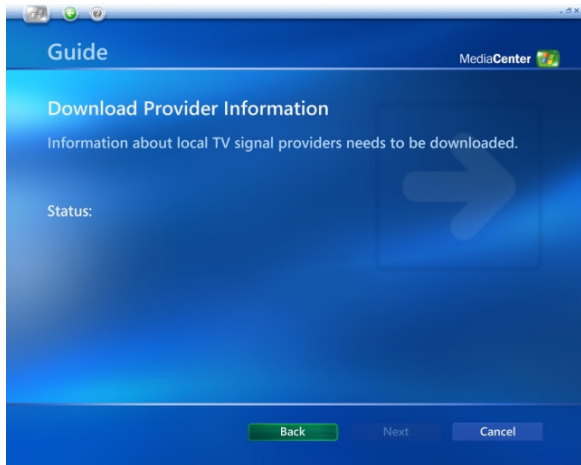 Guide
MediaCenter
Download Provider Information
Information about local TV signal providers needs to be downloaded.
Status:
Back
Next
Cancel